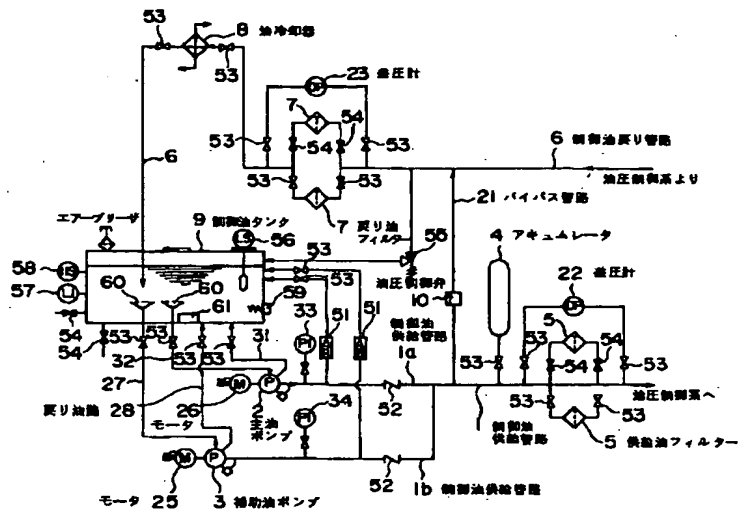 53
8 油冷却器
53
23 差圧計
7
54
54
53
53
6 制御油戻り管路
油圧制御系より
53
53
7 戻り油
フィルタ
21 バイパス管路
4 アキュムレータ
6
エアーブリーザ
9 制御油タンク
LS
56
55
油圧制御弁
10
22 差圧計
58
57
LI
60
60
61
59
53
53
51
51
33
PI
制御油
供給管路
1a
53
53
5
54
54
53
54
54
53
53
53
53
32
31
27
28
戻り油路
26
M
P
2 主油
ポンプ
モータ
34
PI
52
52
53
53
油圧制御系へ
制御油
供給管路
5 供給油フィルター
1b 制御油供給管路
M
P
モータ 25
3 補助油ポンプ